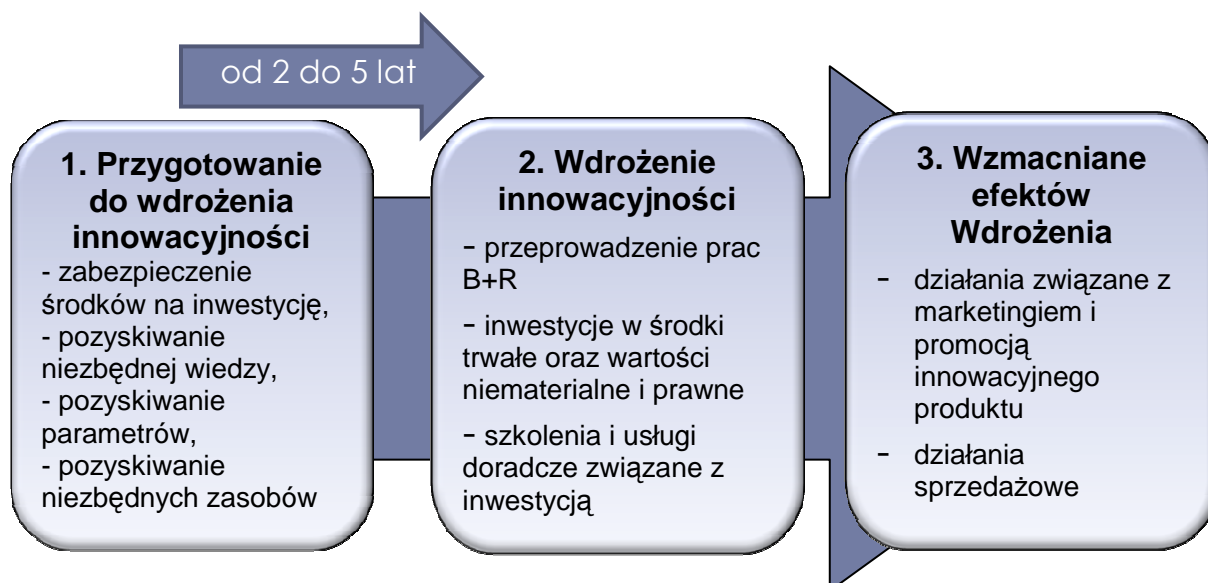 od 2 do 5 lat
1. Przygotowanie
do wdrożenia
innowacyjności
- zabezpieczenie
środków na inwestycję,
- pozyskiwanie
niezbędnej wiedzy,
- pozyskiwanie
parametrów,
- pozyskiwanie
niezbędnych zasobów
2. Wdrożenie
innowacyjności
- przeprowadzenie prac
B+R
- inwestycje w środki
trwałe oraz wartości
niematerialne i prawne
- szkolenia i usługi
doradcze związane z
inwestycją
3. Wzmacniane
efektów
Wdrożenia
- działania związane z
marketingiem i
promocją
innowacyjnego
produktu
- działania
sprzedażowe